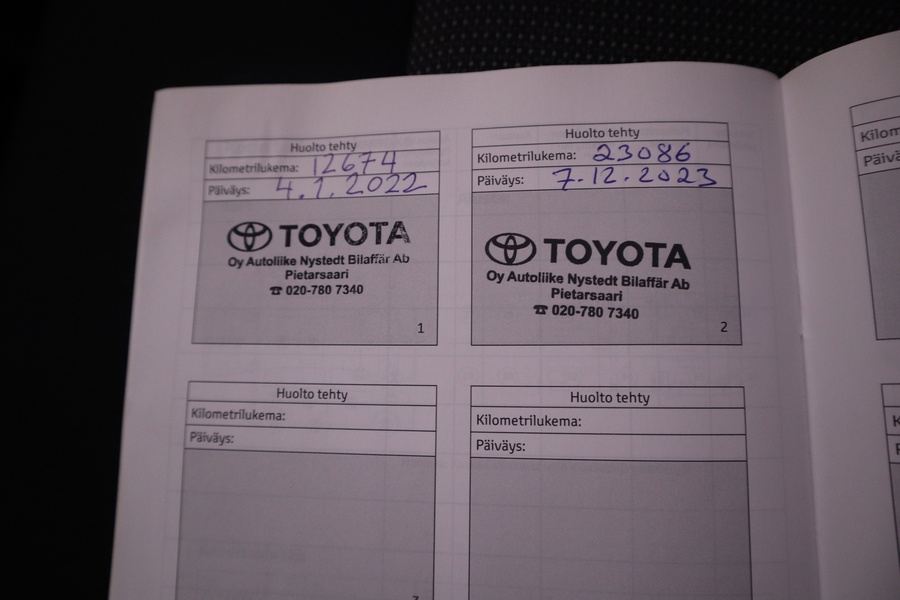 Huolto tehty
Kilometrilukema: 12674
Päiväys: 4.1.2022
TOYOTA
Oy Autoliike Nystedt Bilaffär Ab
Pietarsaari
☎ 020-780 7340
1
Huolto tehty
Kilometrilukema: 23086
Päiväys: 7.12.2023
TOYOTA
Oy Autoliike Nystedt Bilaffär Ab
Pietarsaari
☎ 020-780 7340
2
Huolto tehty
Kilometrilukema:
Päiväys:
Huolto tehty
Kilometrilukema:
Päiväys: